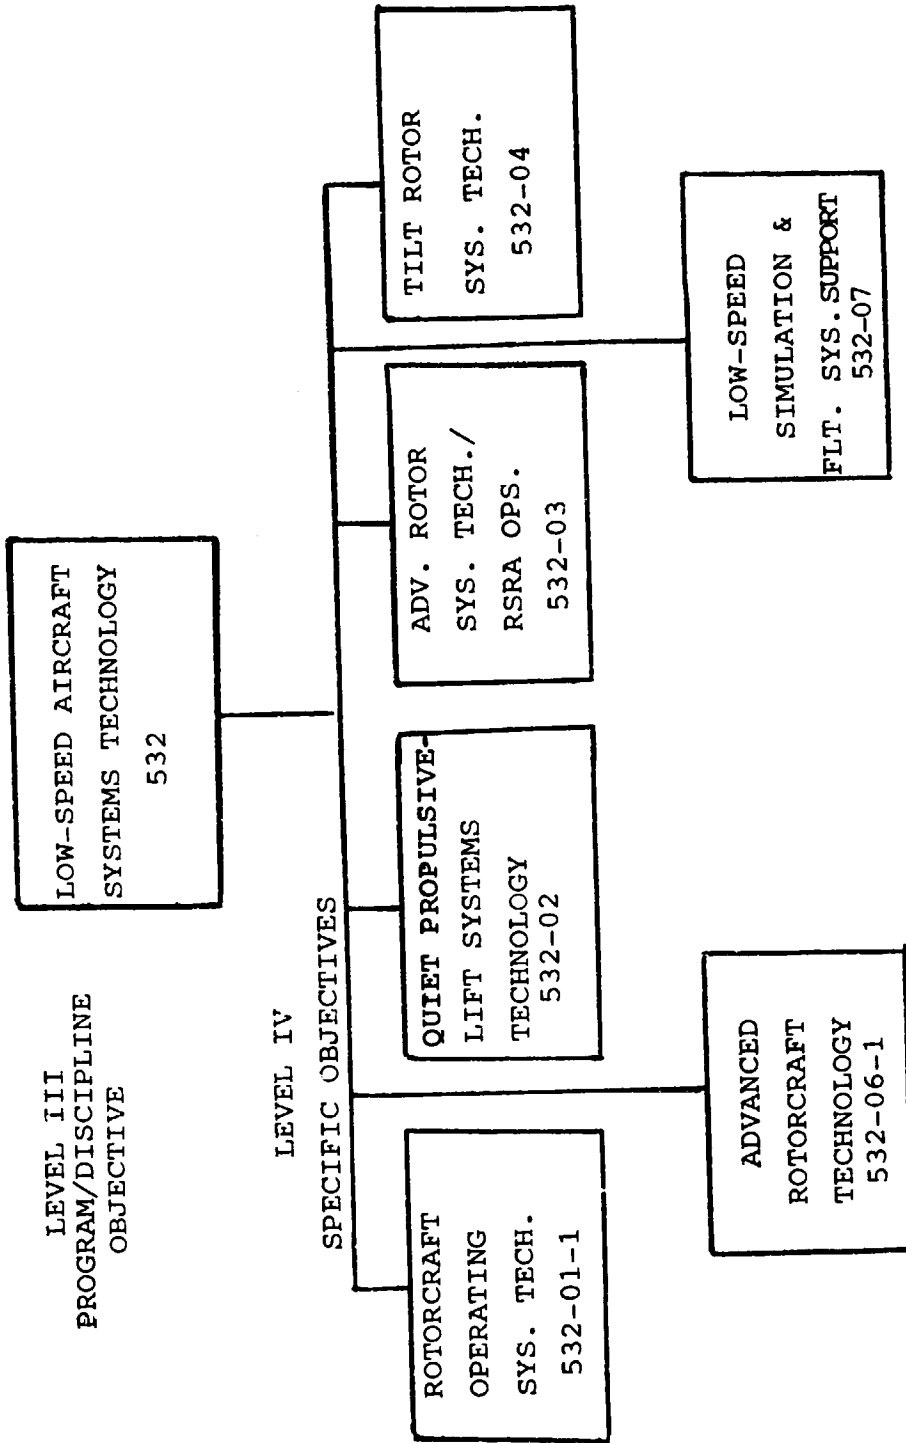 LEVEL III
PROGRAM/DISCIPLINE
OBJECTIVE
LOW-SPEED AIRCRAFT
SYSTEMS TECHNOLOGY
532
LEVEL IV
SPECIFIC OBJECTIVES
ROTORCRAFT
OPERATING
SYS. TECH.
532-01-1
QUIET PROPULSIVE-
LIFT SYSTEMS
TECHNOLOGY
532-02
ADV. ROTOR
SYS. TECH./
RSRA OPS.
532-03
TILT ROTOR
SYS. TECH.
532-04
ADVANCED
ROTORCRAFT
TECHNOLOGY
532-06-1
LOW-SPEED
SIMULATION &
FLT. SYS. SUPPORT
532-07